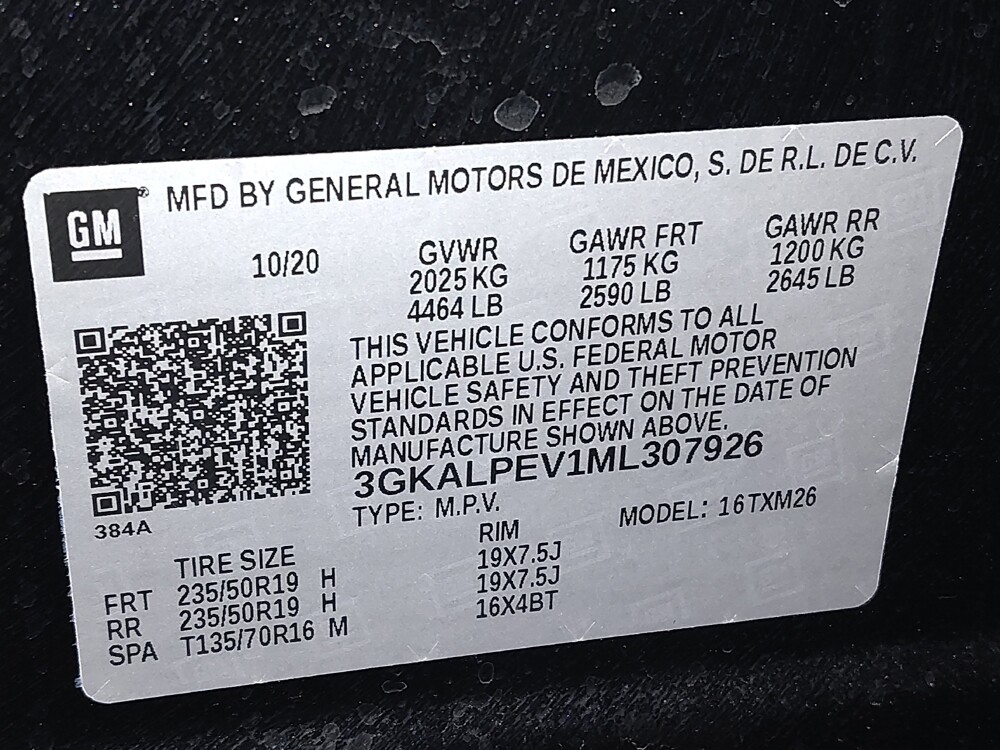 GM
MFD BY GENERAL MOTORS DE MEXICO, S. DE R.L. DE C.V.
10/20
GVWR GAWR FRT GAWR RR
2025 KG 1175 KG 1200 KG
4464 LB 2590 LB 2645 LB
THIS VEHICLE CONFORMS TO ALL
APPLICABLE U.S. FEDERAL MOTOR
VEHICLE SAFETY AND THEFT PREVENTION
STANDARDS IN EFFECT ON THE DATE OF
MANUFACTURE SHOWN ABOVE.
3GKALPEV1ML307926
TYPE: M.P.V. MODEL: 16TXM26
384A
TIRE SIZE RIM
FRT 235/50R19 H 19X7.5J
RR 235/50R19 H 19X7.5J
SPA T135/70R16 M 16X4BT